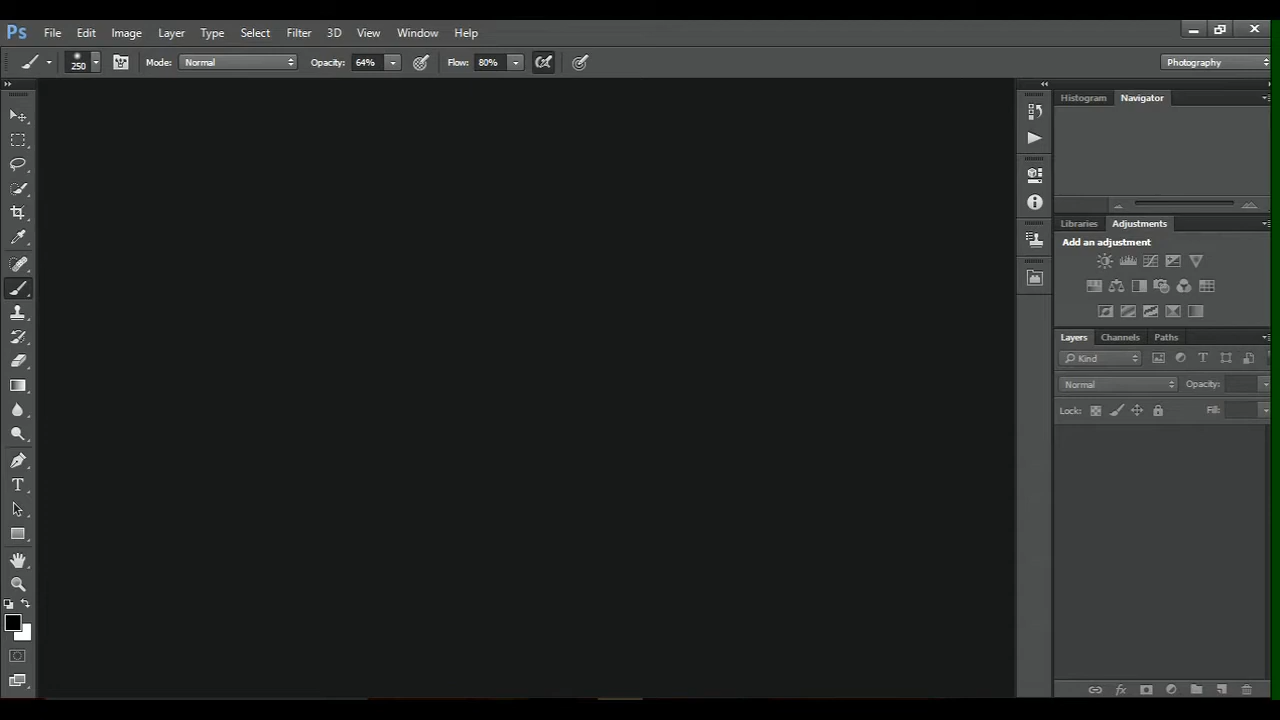 Ps File Edit Image Layer Type Select Filter 3D View Window Help
250 Mode: Normal Opacity: 64% Flow: 80% Photography
Histogram Navigator
Libraries Adjustments
Add an adjustment
Layers Channels Paths
Kind
Normal Opacity:
Lock: Fill:
T
fx